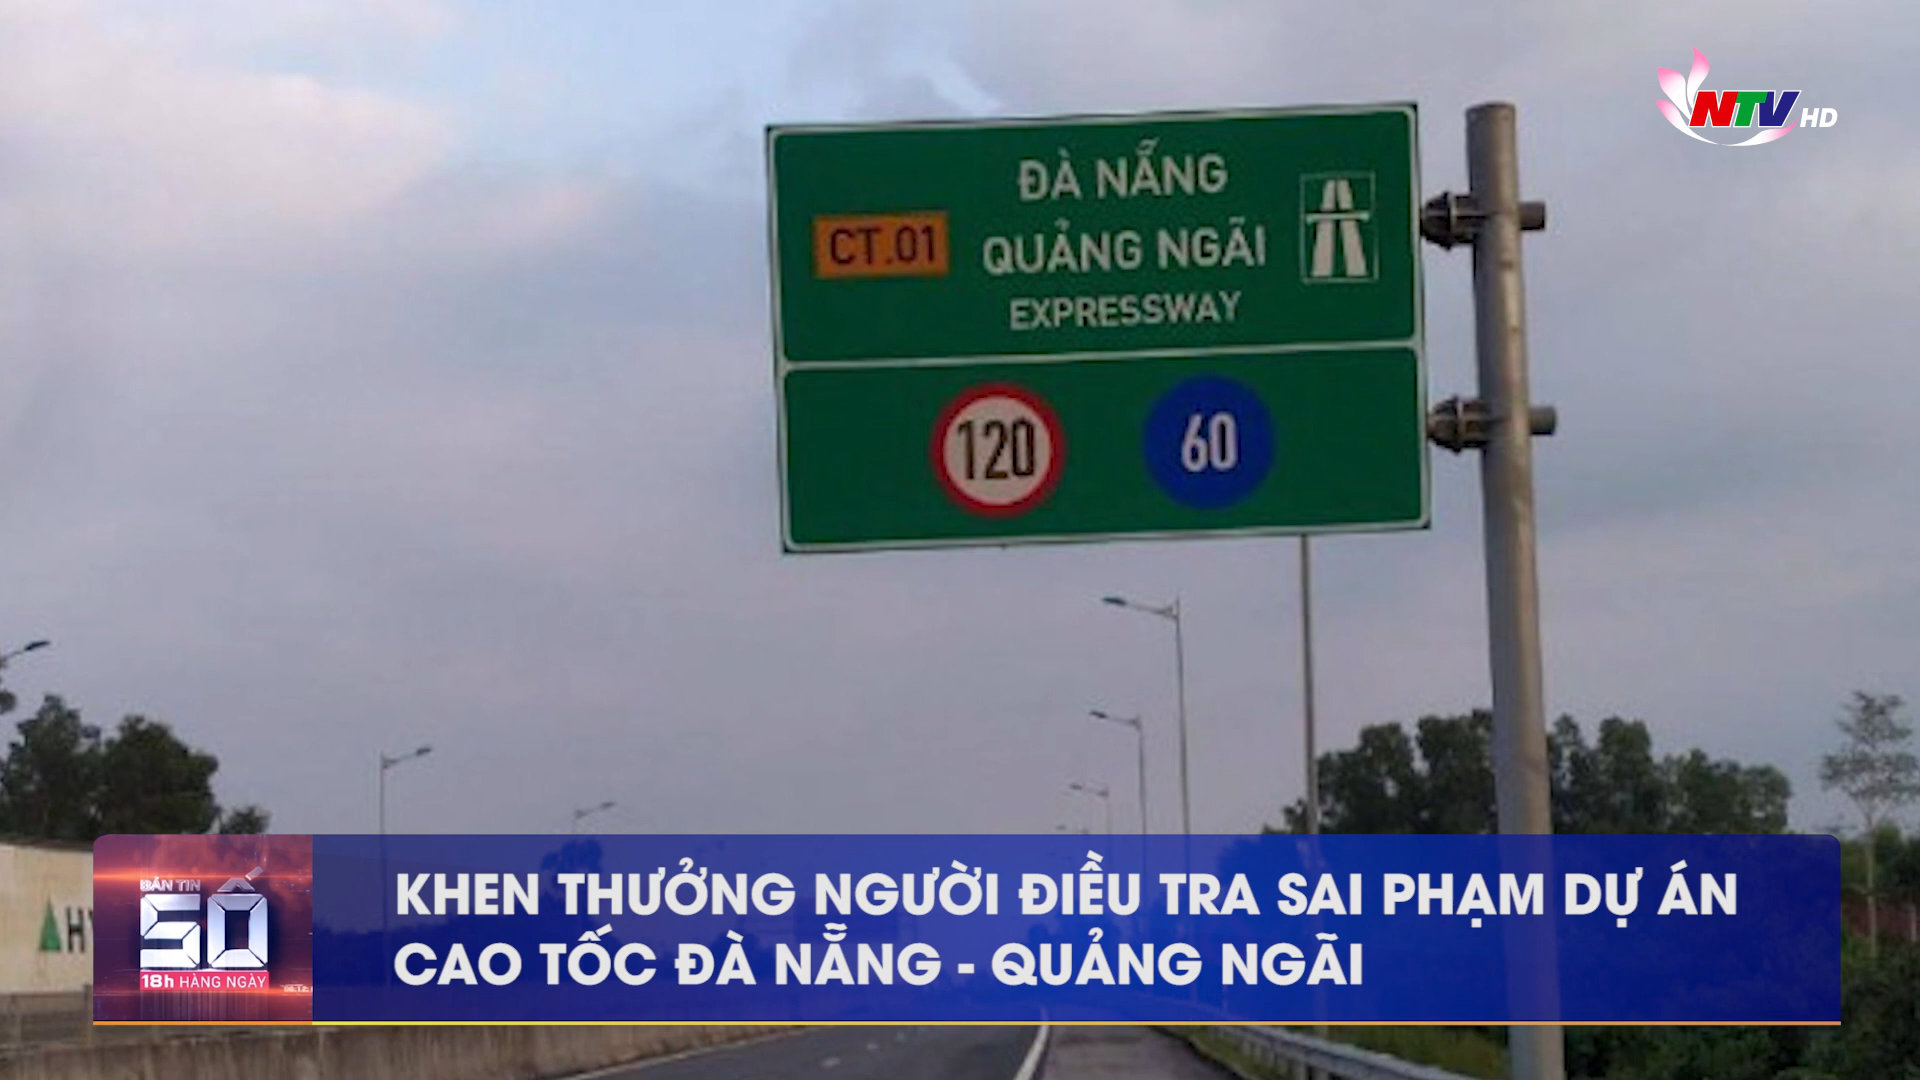 NTV HD
ĐÀ NẴNG
CT.01 QUẢNG NGÃI
EXPRESSWAY
120 60
BẢN TIN
SỐ
18h HÀNG NGÀY
KHEN THƯỞNG NGƯỜI ĐIỀU TRA SAI PHẠM DỰ ÁN
CAO TỐC ĐÀ NẴNG - QUẢNG NGÃI